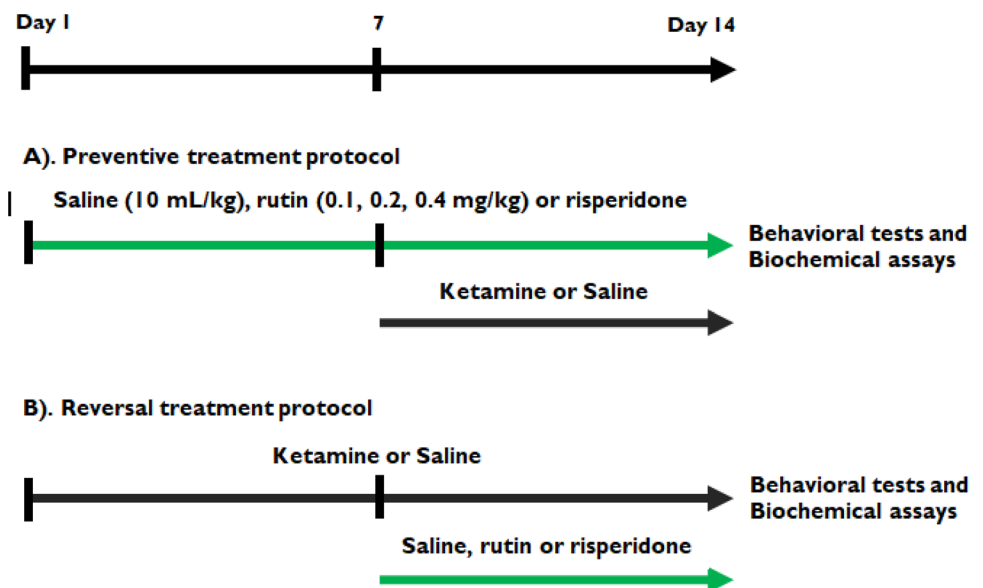 Day 1
7
Day 14
A). Preventive treatment protocol
Saline (10 mL/kg), rutin (0.1, 0.2, 0.4 mg/kg) or risperidone
Behavioral tests and
Biochemical assays
Ketamine or Saline
B). Reversal treatment protocol
Ketamine or Saline
Behavioral tests and
Biochemical assays
Saline, rutin or risperidone